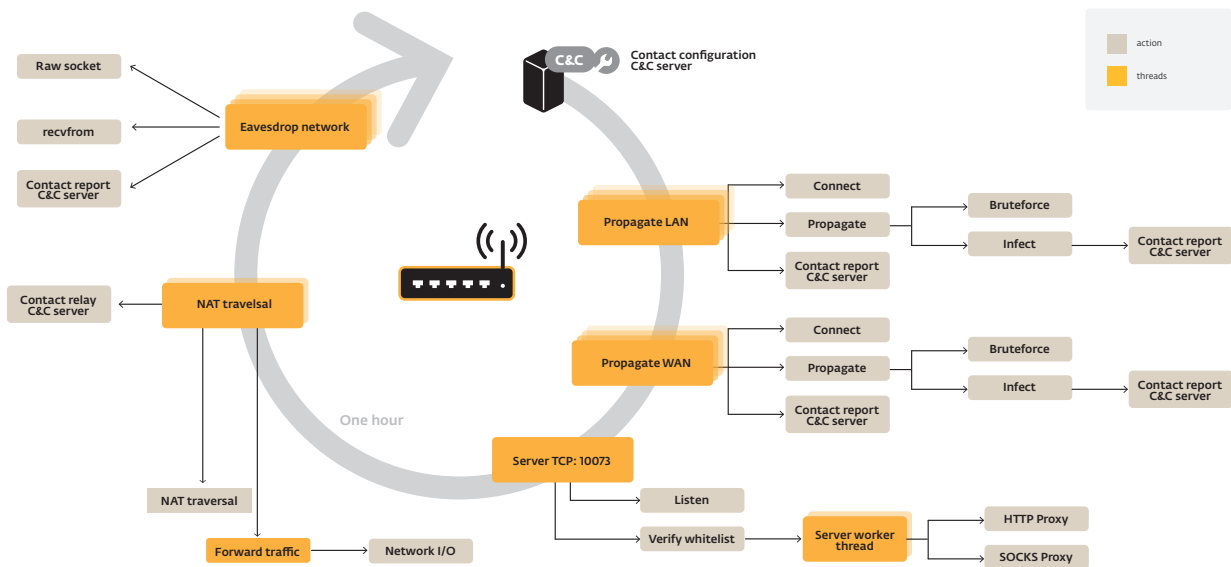 C&C
Contact configuration
C&C server
action
threads
Raw socket
recvfrom
Contact report
C&C server
Eavesdrop network
Propagate LAN
Connect
Propagate
Contact report
C&C server
Bruteforce
Infect
Contact report
C&C server
Contact relay
C&C server
NAT travelsal
Propagate WAN
Connect
Propagate
Contact report
C&C server
Bruteforce
Infect
Contact report
C&C server
One hour
Server TCP: 10073
NAT traversal
Listen
Verify whitelist
Server worker
thread
HTTP Proxy
SOCKS Proxy
Forward traffic
Network I/O